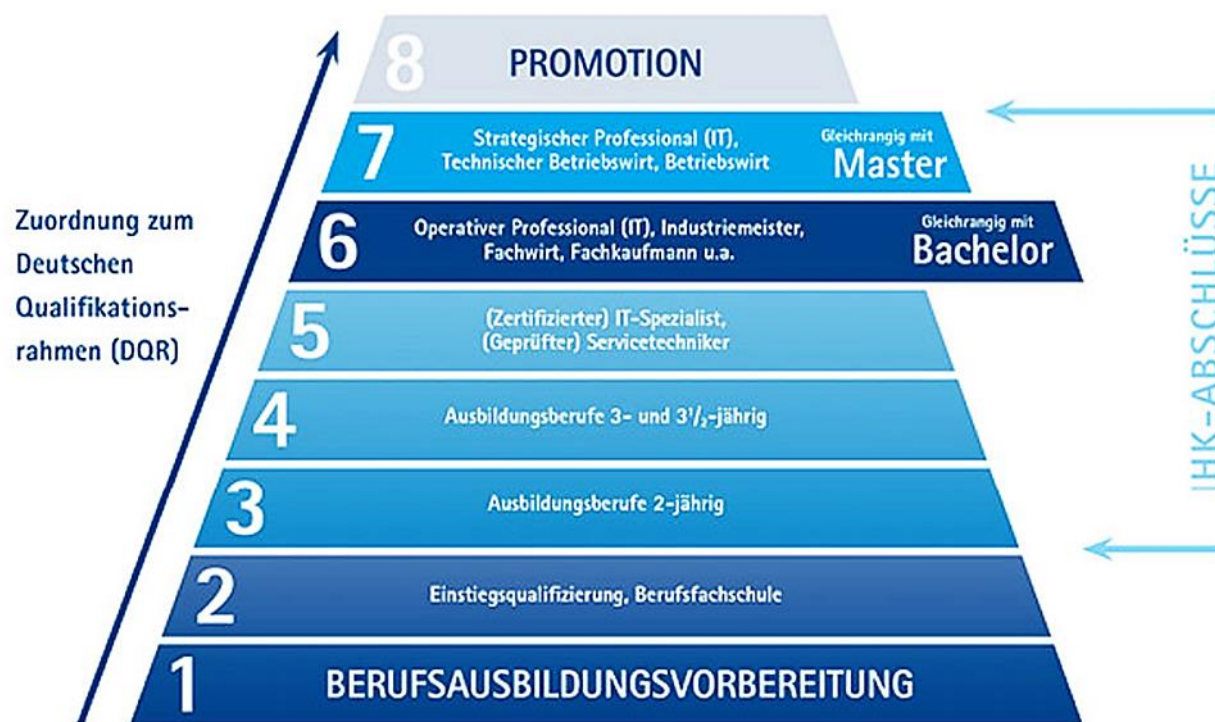 8 PROMOTION
7 Strategischer Professional (IT),
Technischer Betriebswirt, Betriebswirt
Gleichrangig mit
Master
6 Operativer Professional (IT), Industriemeister,
Fachwirt, Fachkaufmann u.a.
Gleichrangig mit
Bachelor
5 (Zertifizierter) IT-Spezialist,
(Geprüfter) Servicetechniker
4 Ausbildungsberufe 3- und 3¹/₂-jährig
3 Ausbildungsberufe 2-jährig
2 Einstiegsqualifizierung, Berufsfachschule
1 BERUFSAUSBILDUNGSVORBEREITUNG
Zuordnung zum
Deutschen
Qualifikations-
rahmen (DQR)
IHK-ABSCHLÜSSE